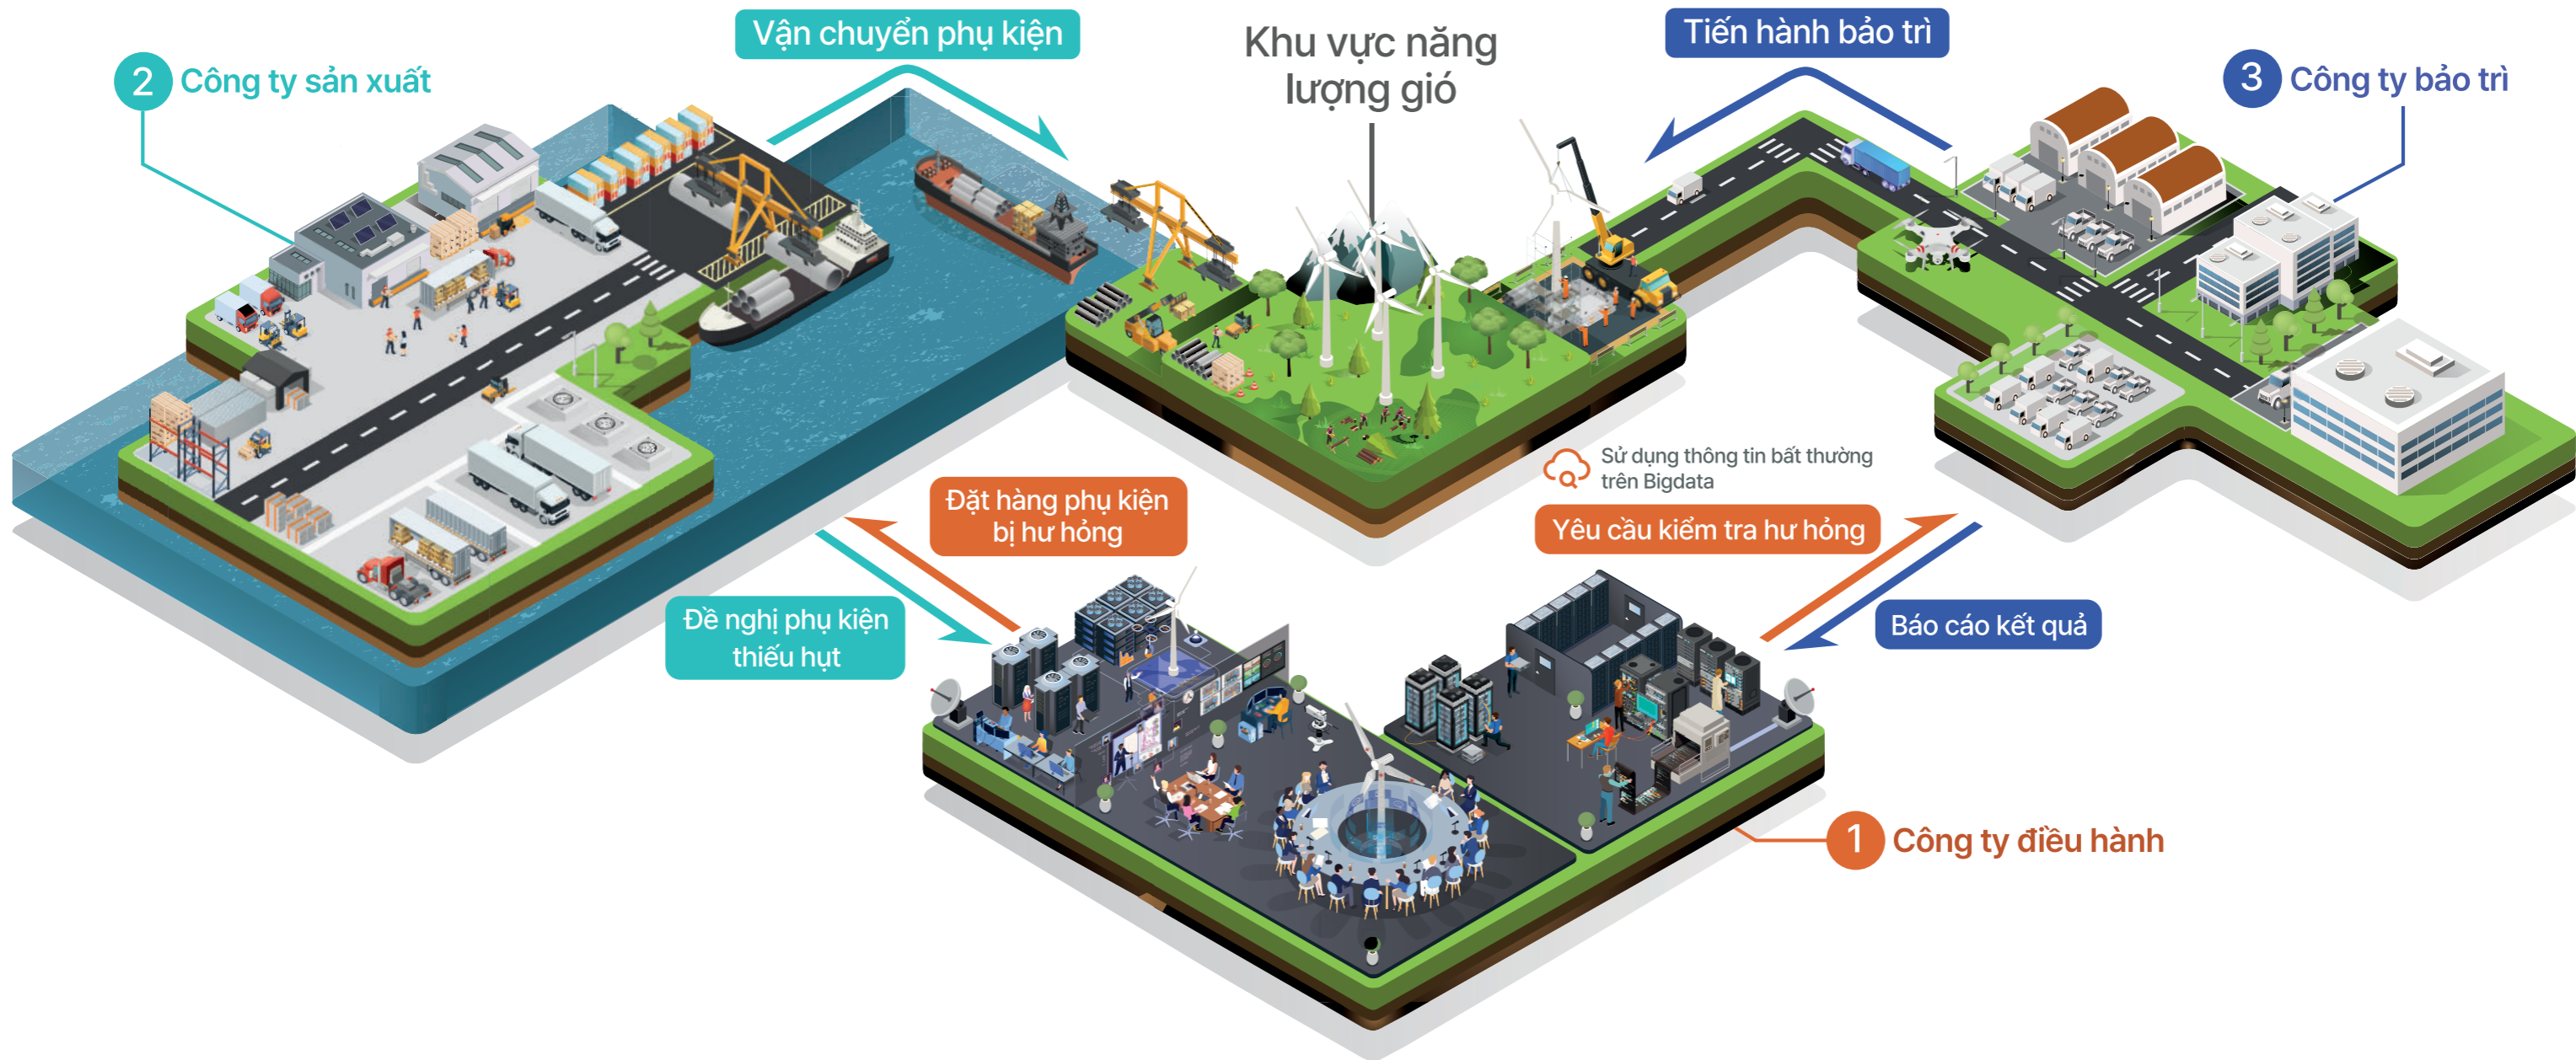 Vận chuyển phụ kiện
Khu vực năng
lượng gió
Tiến hành bảo trì
2 Công ty sản xuất
3 Công ty bảo trì
Sử dụng thông tin bất thường
trên Bigdata
Đặt hàng phụ kiện
bị hư hỏng
Yêu cầu kiểm tra hư hỏng
Đề nghị phụ kiện
thiếu hụt
Báo cáo kết quả
1 Công ty điều hành